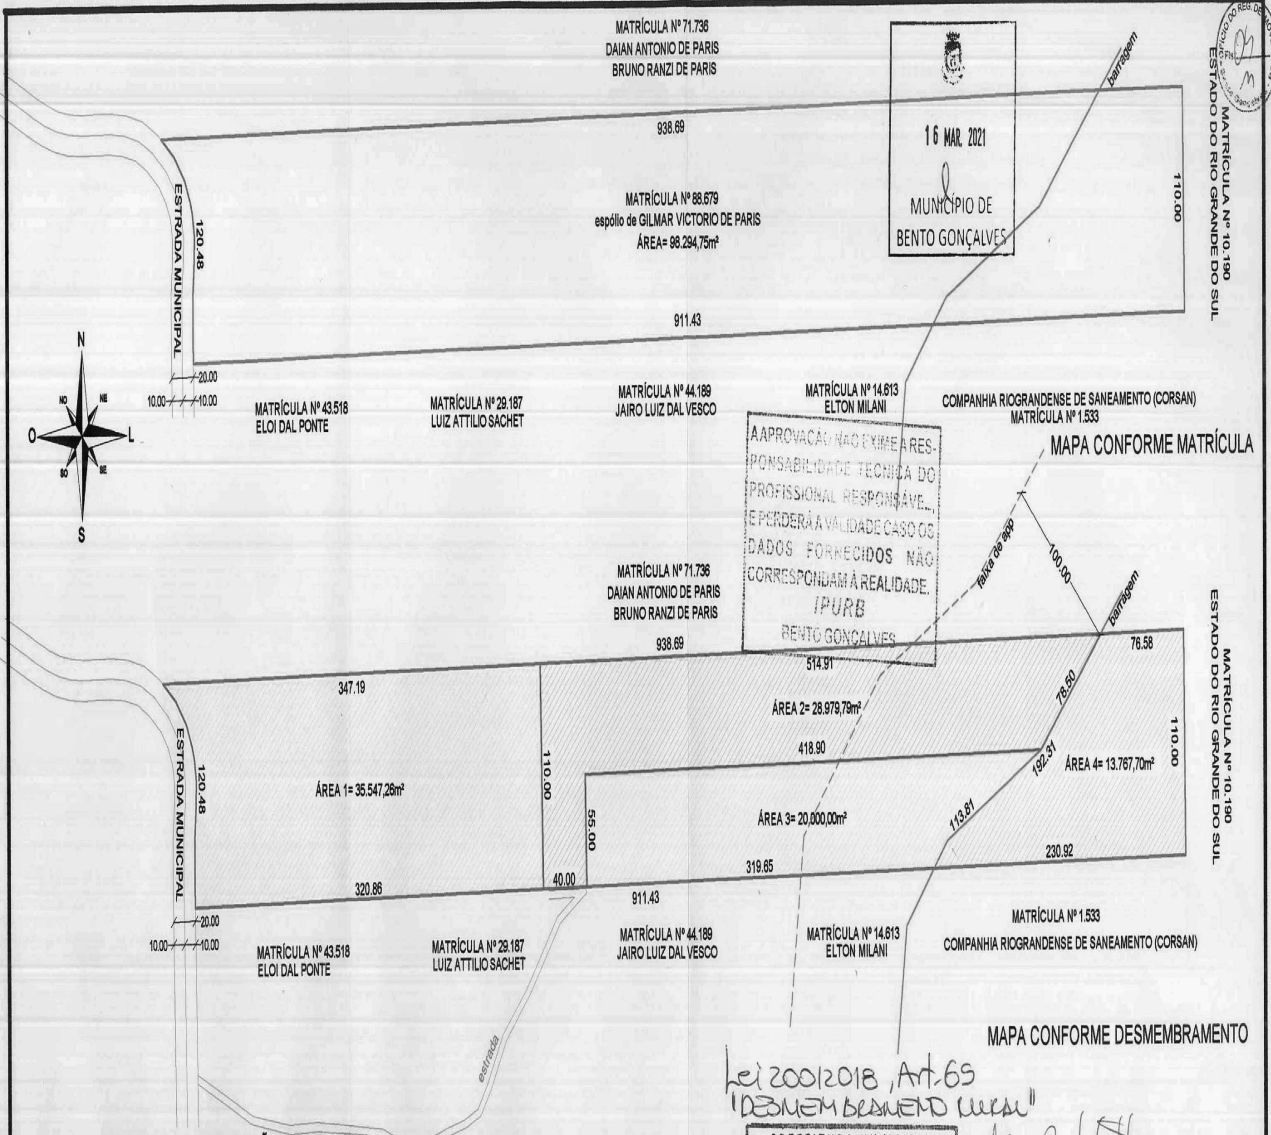 MATRÍCULA Nº 71.736
DAIAN ANTONIO DE PARIS
BRUNO RANZI DE PARIS
barragem
938.69
16 MAR. 2021
MUNICÍPIO DE
BENTO GONÇALVES
MATRÍCULA Nº 88.679
espólio de GILMAR VICTORIO DE PARIS
ÁREA= 98.294,75m²
110.00
MATRÍCULA Nº 10.190
ESTADO DO RIO GRANDE DO SUL
ESTRADA MUNICIPAL
120.48
911.43
20.00
10.00
10.00
N
NO
NE
O
L
SO
SE
S
MATRÍCULA Nº 43.518
ELOI DAL PONTE
MATRÍCULA Nº 29.187
LUIZ ATTILIO SACHET
MATRÍCULA Nº 44.189
JAIRO LUIZ DAL VESCO
MATRÍCULA Nº 14.613
ELTON MILANI
COMPANHIA RIOGRANDENSE DE SANEAMENTO (CORSAN)
MATRÍCULA Nº 1.533
MAPA CONFORME MATRÍCULA
A APROVAÇÃO NÃO EXIME A RES-
PONSABILIDADE TÉCNICA DO
PROFISSIONAL RESPONSÁVEL,
E PERDERÁ A VALIDADE CASO OS
DADOS FORNECIDOS NÃO
CORRESPONDAM À REALIDADE.
IPURB
BENTO GONÇALVES
faixa de app
100.00
barragem
MATRÍCULA Nº 71.736
DAIAN ANTONIO DE PARIS
BRUNO RANZI DE PARIS
938.69
514.91
76.58
347.19
78.50
ÁREA 2= 28.979,79m²
418.90
192.31
ÁREA 4= 13.767,70m²
110.00
MATRÍCULA Nº 10.190
ESTADO DO RIO GRANDE DO SUL
ESTRADA MUNICIPAL
120.48
ÁREA 1= 35.547,26m²
110.00
55.00
ÁREA 3= 20.000,00m²
113.81
320.86
40.00
911.43
319.65
230.92
20.00
10.00
10.00
MATRÍCULA Nº 43.518
ELOI DAL PONTE
MATRÍCULA Nº 29.187
LUIZ ATTILIO SACHET
MATRÍCULA Nº 44.189
JAIRO LUIZ DAL VESCO
MATRÍCULA Nº 14.613
ELTON MILANI
MATRÍCULA Nº 1.533
COMPANHIA RIOGRANDENSE DE SANEAMENTO (CORSAN)
estrada
MAPA CONFORME DESMEMBRAMENTO
Lei 200/2018, Art. 65
"DESMEMBRAMENTO RURAL"